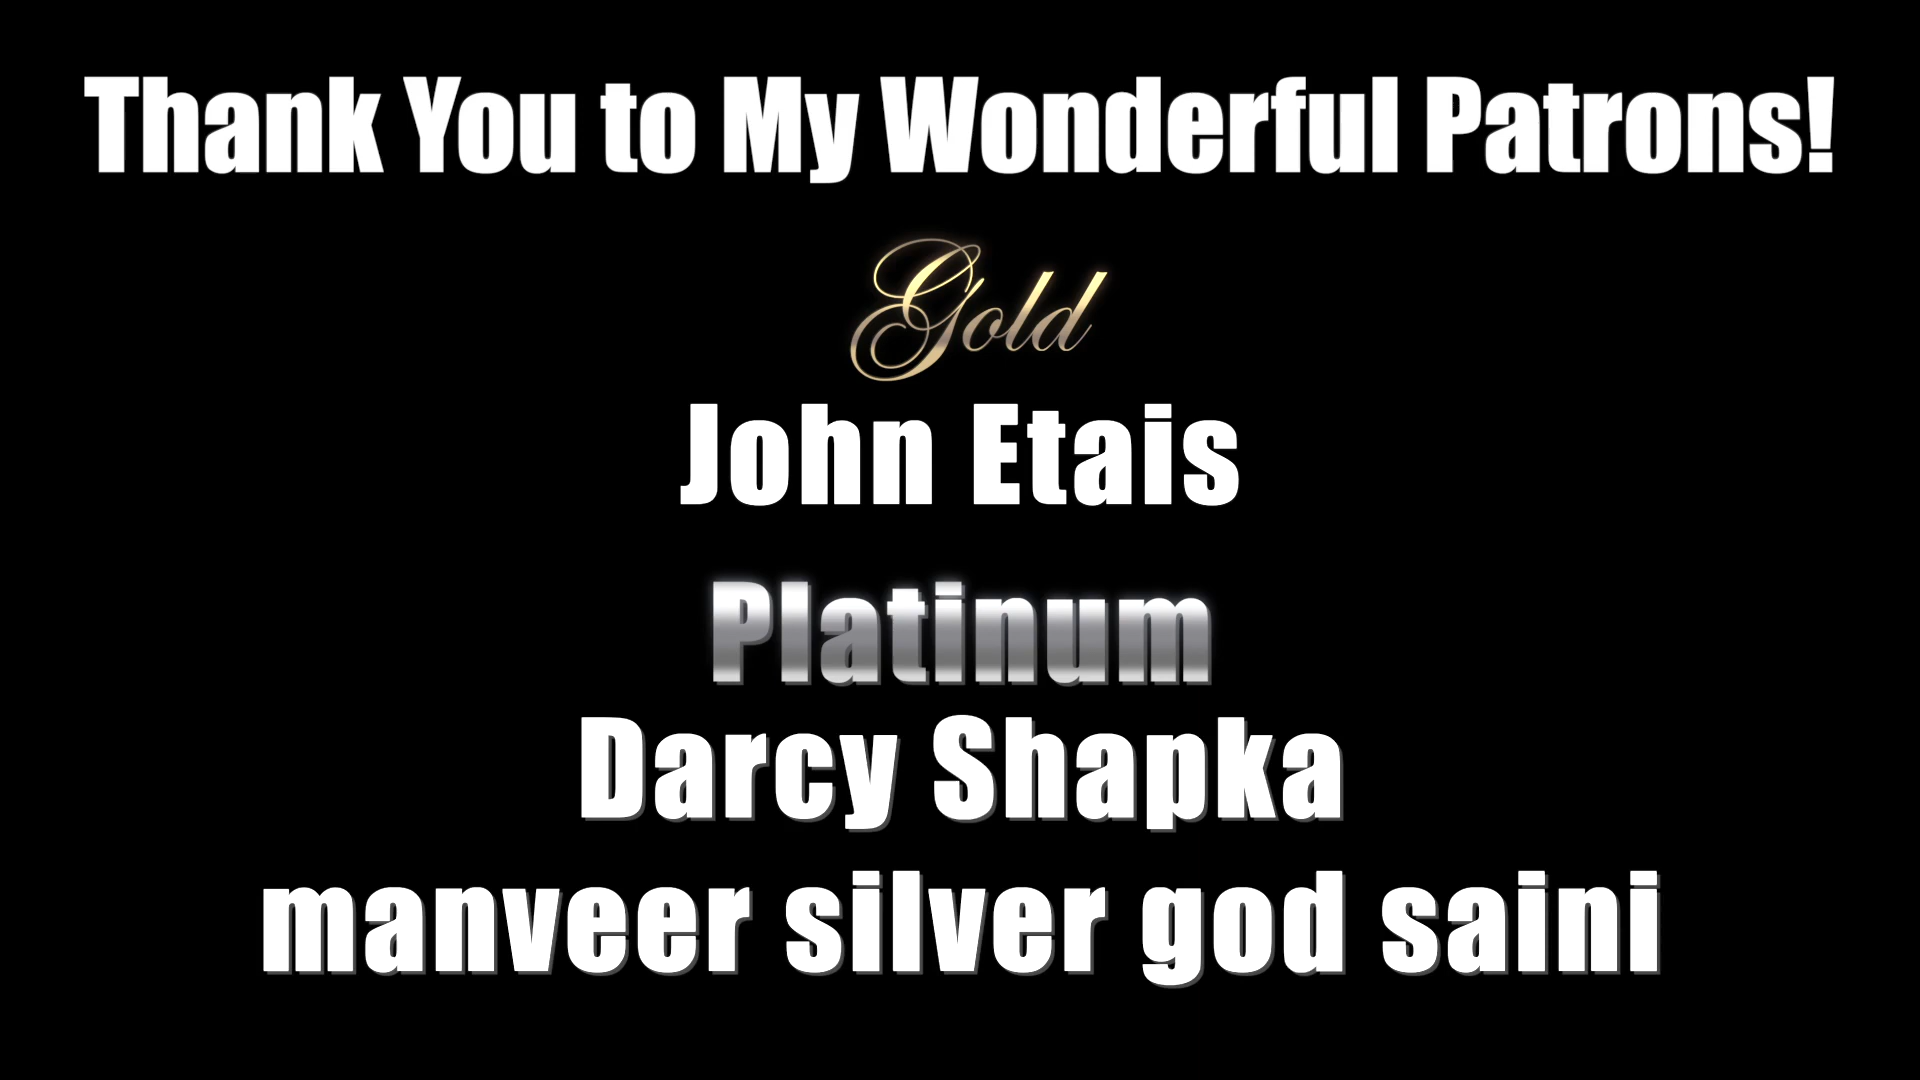 Thank You to My Wonderful Patrons!
Gold
John Etais
Platinum
Darcy Shapka
manveer silver god saini